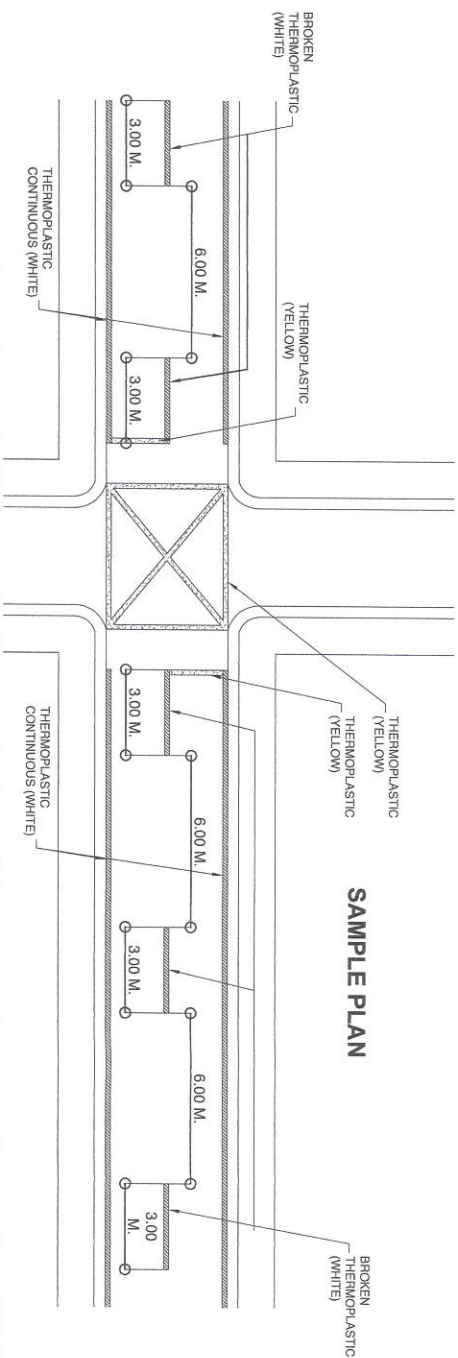 BROKEN
THERMOPLASTIC
(WHITE)
THERMOPLASTIC
(YELLOW)
THERMOPLASTIC
(YELLOW)
THERMOPLASTIC
(YELLOW)
SAMPLE PLAN
BROKEN
THERMOPLASTIC
(WHITE)
6.00 M.
6.00 M.
6.00 M.
3.00 M.
3.00 M.
3.00 M.
3.00 M.
3.00
M.
THERMOPLASTIC
CONTINUOUS (WHITE)
THERMOPLASTIC
CONTINUOUS (WHITE)